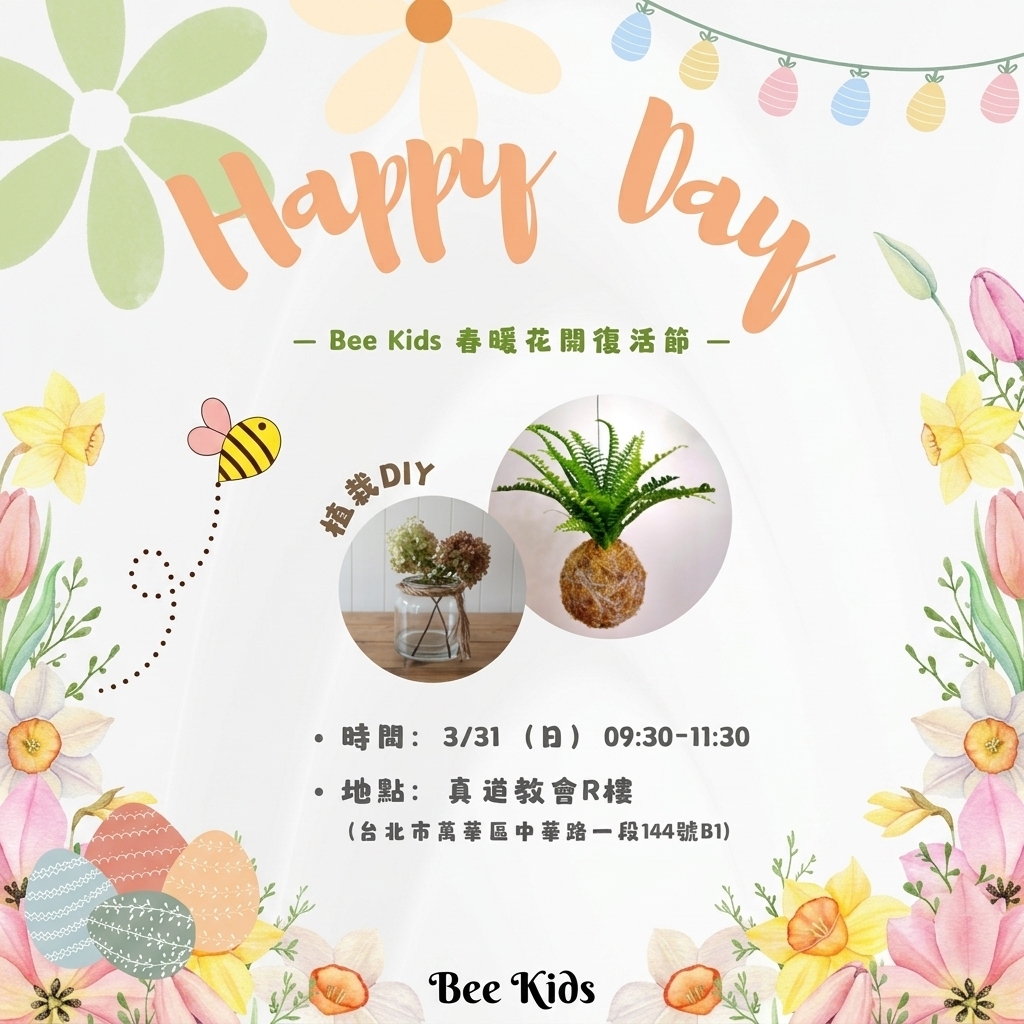 Happy Day
— Bee Kids 春暖花開復活節 —
植栽DIY
• 時間： 3/31 （日） 09:30-11:30
• 地點： 真道教會R樓
（台北市萬華區中華路一段144號B1）
Bee Kids